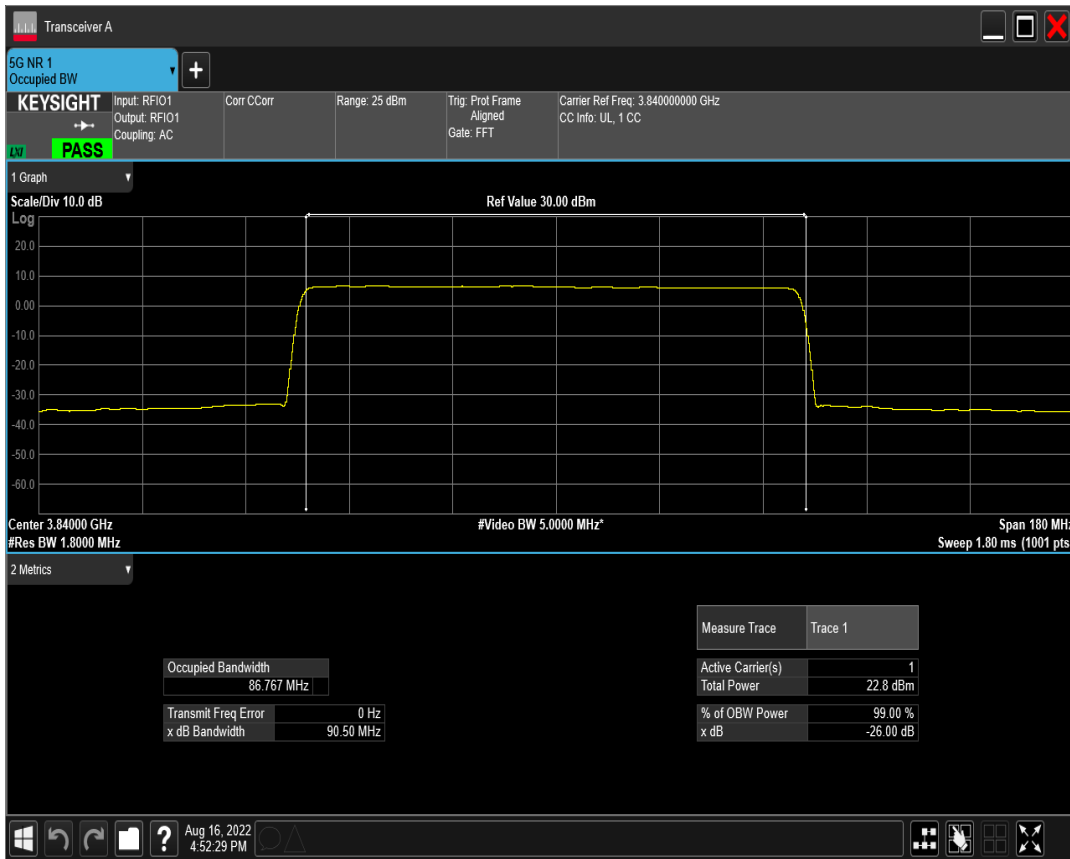 Transceiver A
5G NR 1
Occupied BW
+
KEYSIGHT
LXI
PASS
Input: RFIO1
Output: RFIO1
Coupling: AC
Corr CCorr
Range: 25 dBm
Trig: Prot Frame
Aligned
Gate: FFT
Carrier Ref Freq: 3.840000000 GHz
CC Info: UL, 1 CC
1 Graph
Scale/Div 10.0 dB
Ref Value 30.00 dBm
Log
20.0
10.0
0.00
-10.0
-20.0
-30.0
-40.0
-50.0
-60.0
Center 3.84000 GHz
#Video BW 5.0000 MHz*
Span 180 MHz
#Res BW 1.8000 MHz
Sweep 1.80 ms (1001 pts
2 Metrics
Measure Trace Trace 1
Occupied Bandwidth
86.767 MHz
Active Carrier(s) 1
Total Power 22.8 dBm
Transmit Freq Error 0 Hz
x dB Bandwidth 90.50 MHz
% of OBW Power 99.00 %
x dB -26.00 dB
?
Aug 16, 2022
4:52:29 PM